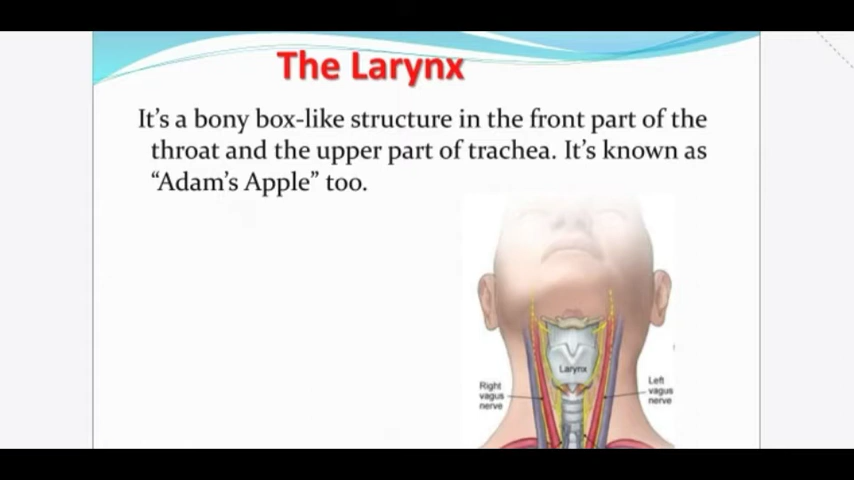 The Larynx
It's a bony box-like structure in the front part of the
throat and the upper part of trachea. It's known as
“Adam's Apple” too.
Larynx
Right
vagus
nerve
Left
vagus
nerve